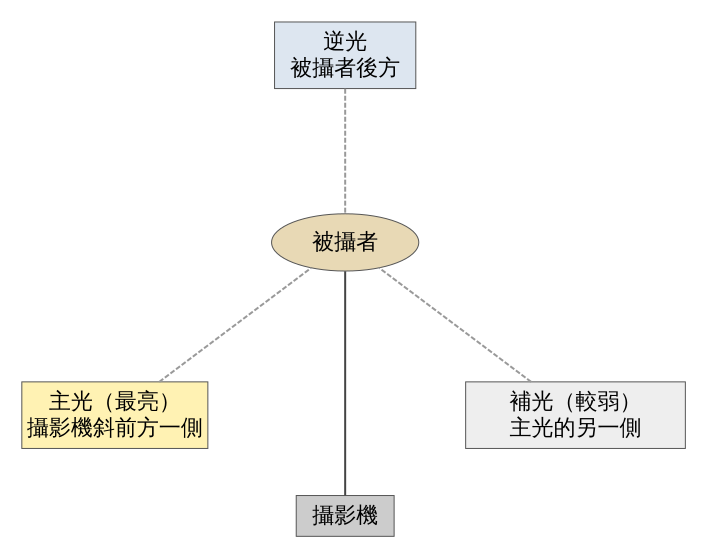 逆光
被攝者後方
被攝者
主光（最亮）
攝影機斜前方一側
補光（較弱）
主光的另一側
攝影機